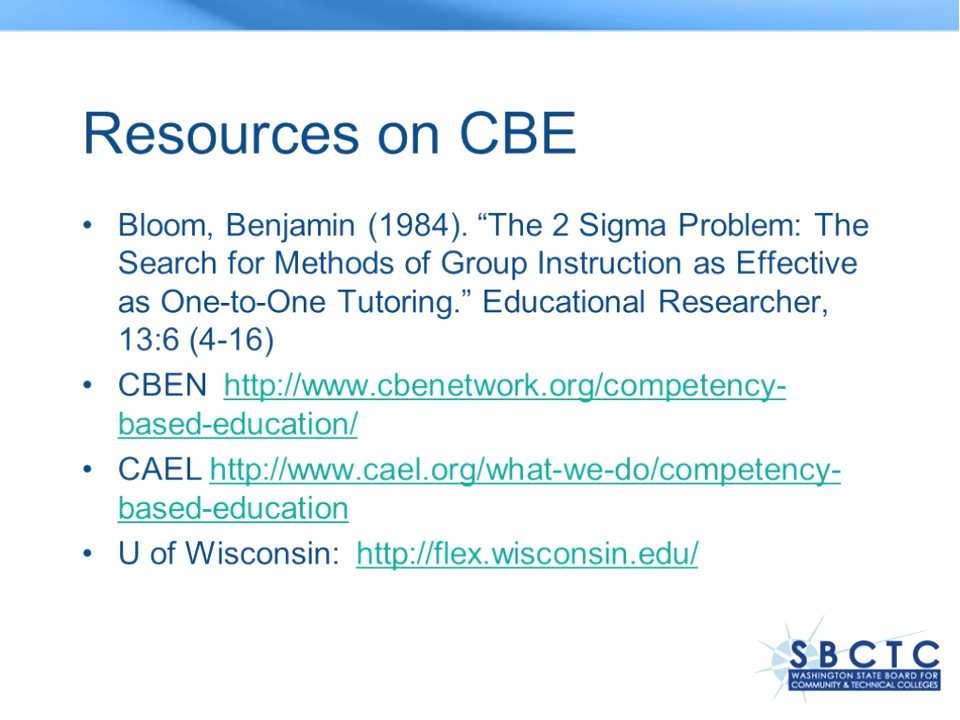 Resources on CBE
• Bloom, Benjamin (1984). “The 2 Sigma Problem: The
Search for Methods of Group Instruction as Effective
as One-to-One Tutoring.” Educational Researcher,
13:6 (4-16)
• CBEN http://www.cbenetwork.org/competency-
based-education/
• CAEL http://www.cael.org/what-we-do/competency-
based-education
• U of Wisconsin: http://flex.wisconsin.edu/
SBCTC
WASHINGTON STATE BOARD FOR
COMMUNITY & TECHNICAL COLLEGES